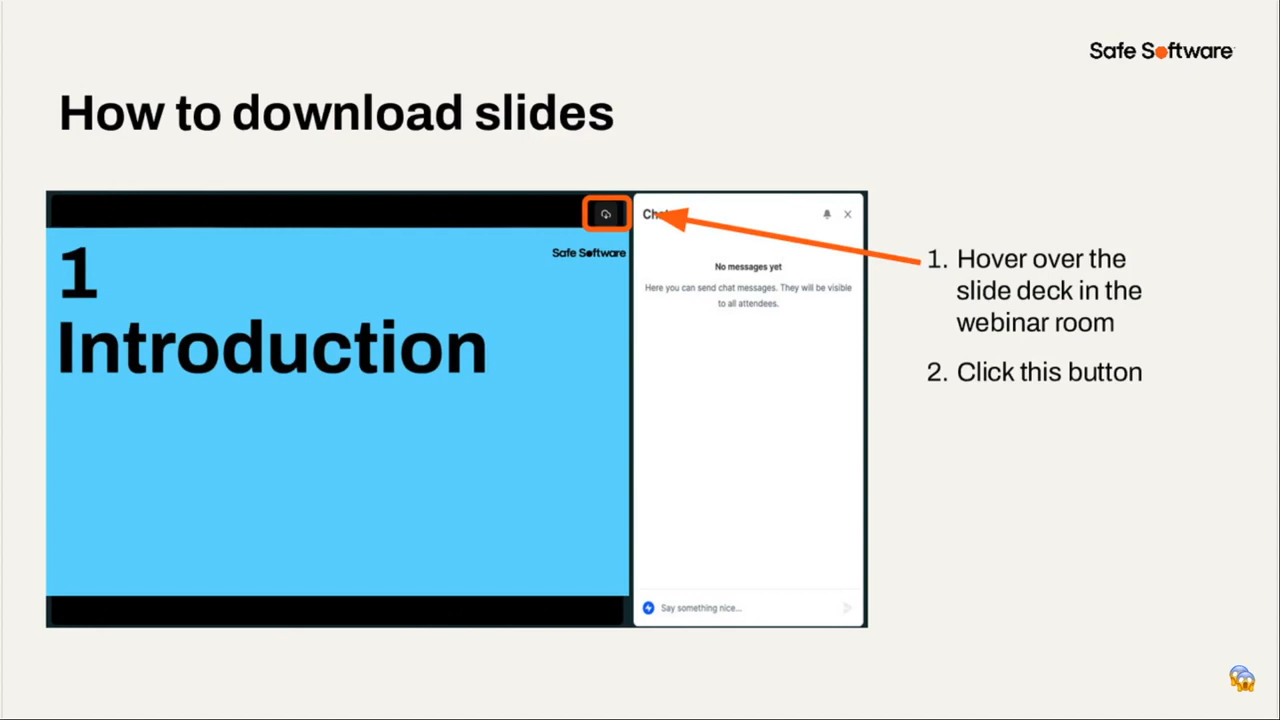 Safe Software
How to download slides
1
Introduction
Safe Software
No messages yet
Here you can send chat messages. They will be visible
to all attendees.
Say something nice...
1. Hover over the
slide deck in the
webinar room
2. Click this button